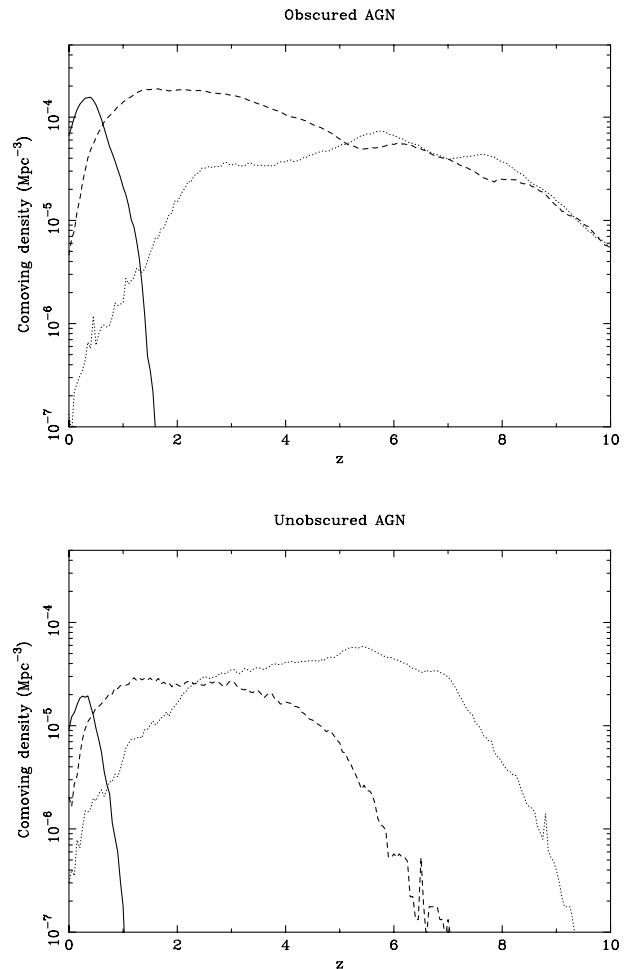 Obscured AGN
Comoving density (Mpc⁻³)
10⁻⁴
10⁻⁵
10⁻⁶
10⁻⁷
0 2 4 6 8 10
z
Unobscured AGN
Comoving density (Mpc⁻³)
10⁻⁴
10⁻⁵
10⁻⁶
10⁻⁷
0 2 4 6 8 10
z